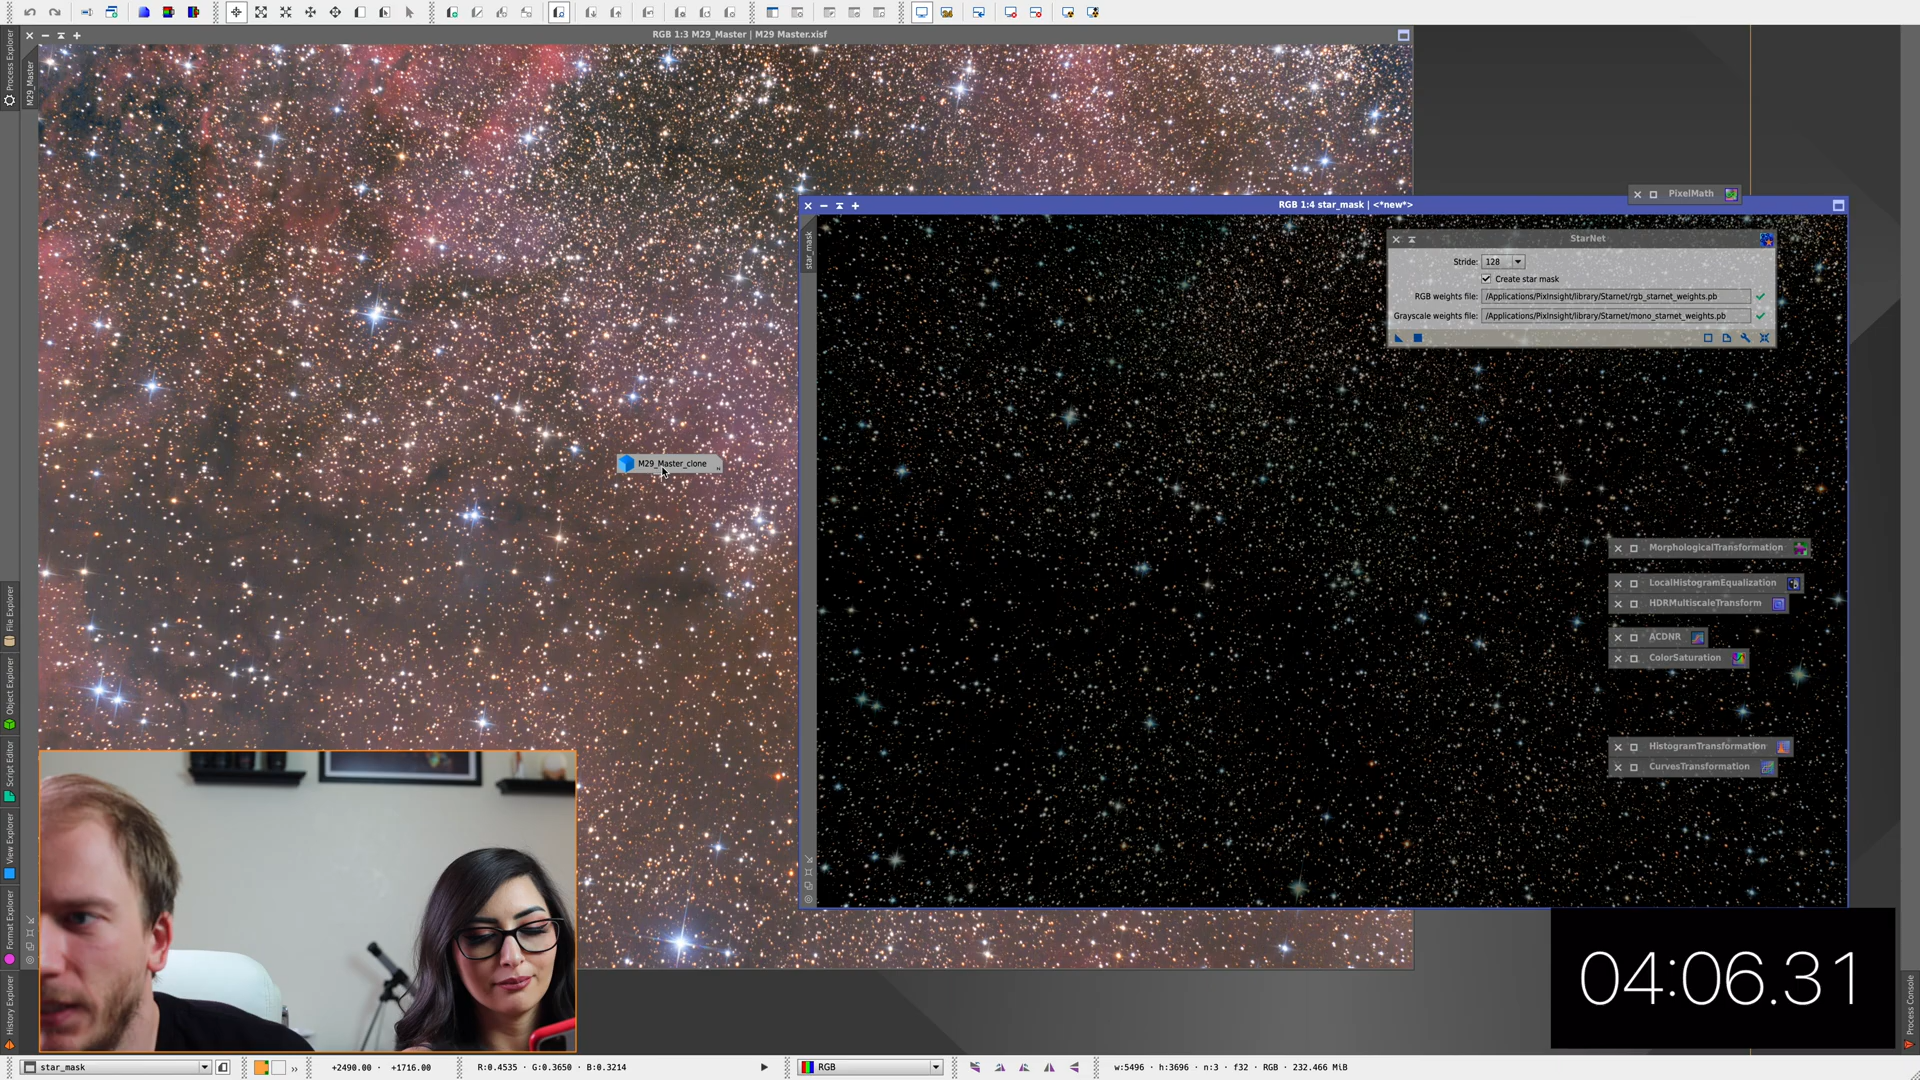 RGB 1:3 M29_Master | M29 Master.xisf
Process Explorer
M29_Master
PixelMath
RGB 1:4 star_mask | <*new*>
star_mask
StarNet
Stride: 128
Create star mask
RGB weights file: /Applications/PixInsight/library/Starnet/rgb_starnet_weights.pb
Grayscale weights file: /Applications/PixInsight/library/Starnet/mono_starnet_weights.pb
M29_Master_clone
MorphologicalTransformation
LocalHistogramEqualization
HDRMultiscaleTransform
ACDNR
ColorSaturation
HistogramTransformation
CurvesTransformation
File Explorer
Object Explorer
Script Editor
View Explorer
Format Explorer
History Explorer
Process Console
04:06.31
star_mask
+2490.00 · +1716.00
R:0.4535 · G:0.3650 · B:0.3214
RGB
w:5496 · h:3696 · n:3 · f32 · RGB · 232.466 MiB